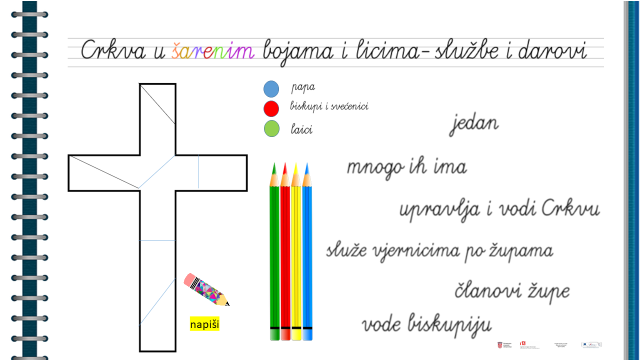 Crkva u šarenim bojama i licima- službe i darovi
papa
biskupi i svećenici
laici
jedan
mnogo ih ima
upravlja i vodi Crkvu
služe vjernicima po župama
članovi župe
vode biskupiju
napiši